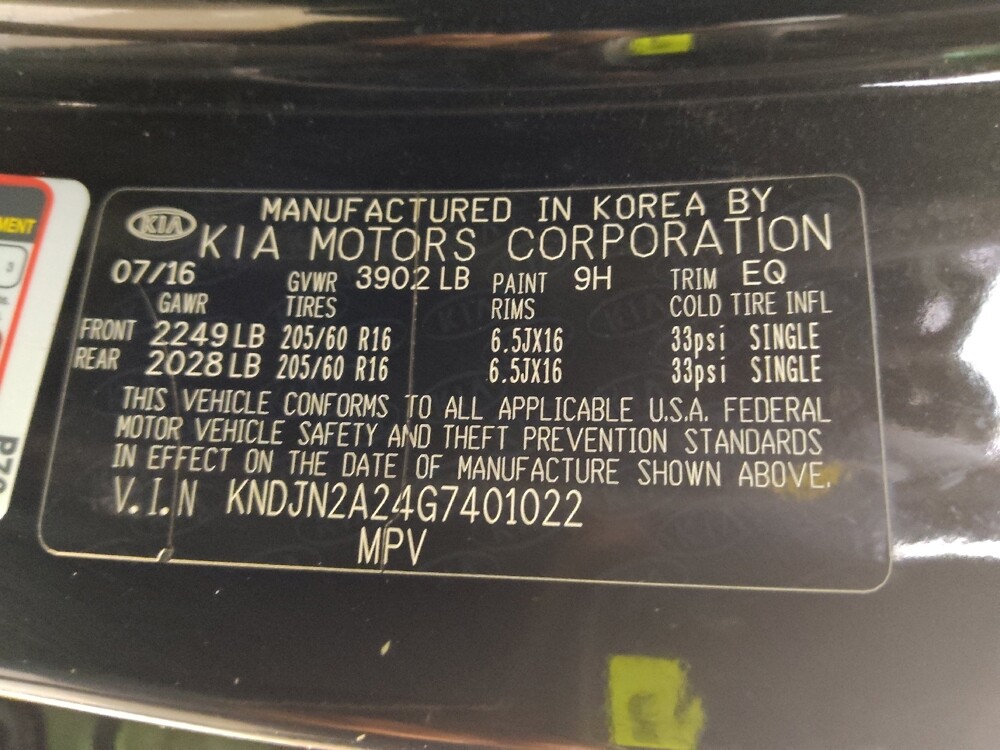 MENT
3
KIA
MANUFACTURED IN KOREA BY
KIA MOTORS CORPORATION
07/16 GVWR 3902 LB PAINT 9H TRIM EQ
GAWR TIRES RIMS COLD TIRE INFL
FRONT 2249 LB 205/60 R16 6.5JX16 33psi SINGLE
REAR 2028 LB 205/60 R16 6.5JX16 33psi SINGLE
THIS VEHICLE CONFORMS TO ALL APPLICABLE U.S.A. FEDERAL
MOTOR VEHICLE SAFETY AND THEFT PREVENTION STANDARDS
IN EFFECT ON THE DATE OF MANUFACTURE SHOWN ABOVE.
V.I.N KNDJN2A24G7401022
MPV